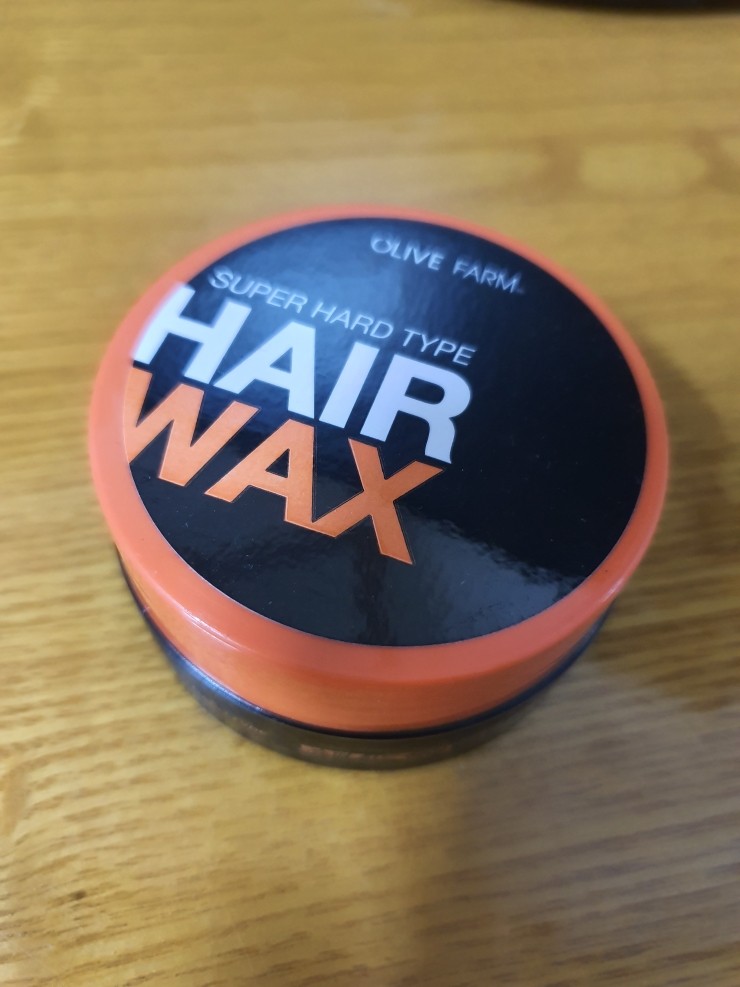 OLIVE FARM
SUPER HARD TYPE
HAIR
WAX